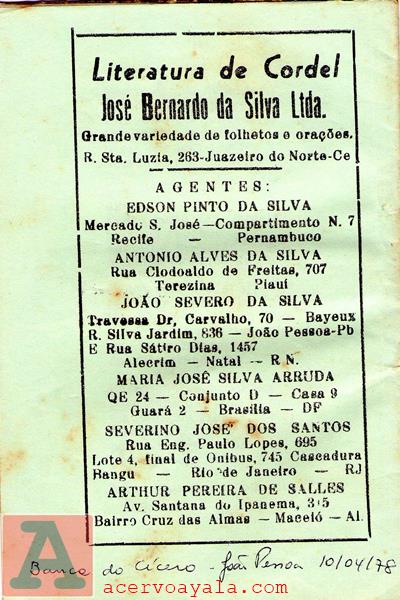 Literatura de Cordel
José Bernardo da Silva Ltda.
Grande variedade de folhetos e orações.
R. Sta. Luzia, 263-Juazeiro do Norte-Ce
AGENTES:
EDSON PINTO DA SILVA
Mercado S. José—Compartimento N. 7
Recife — Pernambuco
ANTONIO ALVES DA SILVA
Rua Clodoaldo de Freitas, 707
Terezina Piauí
JOÃO SEVERO DA SILVA
Travessa Dr, Carvalho, 70 — Bayeux
R. Silva Jardim, 836 — João Pessoa-Pb
E Rua Sátiro Dias, 1457
Alecrim — Natal — R N.
MARIA JOSÉ SILVA ARRUDA
QE 24 — Conjunto D — Casa 9
Guará 2 — Brasilia — DF
SEVERINO JOSÉ DOS SANTOS
Rua Eng. Paulo Lopes, 695
Lote 4, final de Onibus, 745 Cascadura
Bangu — Rio de Janeiro — RJ
ARTHUR PEREIRA DE SALLES
Av. Santana do Ipanema, 315
Bairro Cruz das Almas — Maceió — Al.
A
Banca do Cícero - João Pessoa 10/04/78
acervoayala.com